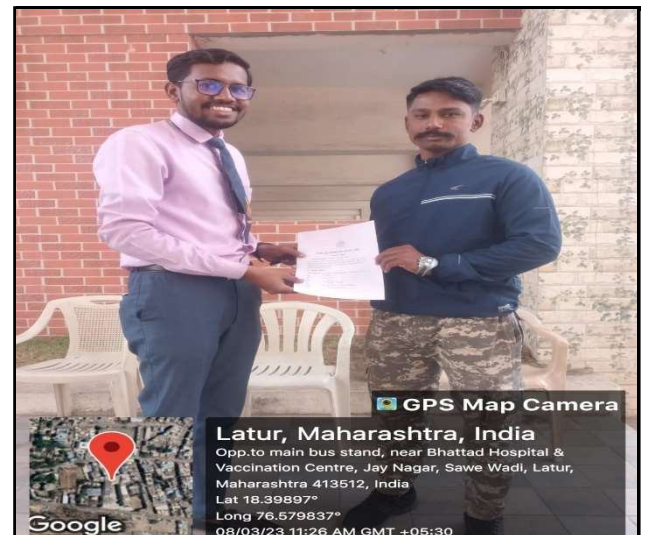 GPS Map Camera
Latur, Maharashtra, India
Opp.to main bus stand, near Bhattad Hospital &
Vaccination Centre, Jay Nagar, Sawe Wadi, Latur,
Maharashtra 413512, India
Lat 18.39897°
Long 76.579837°
08/03/23 11:26 AM GMT +05:30
Google